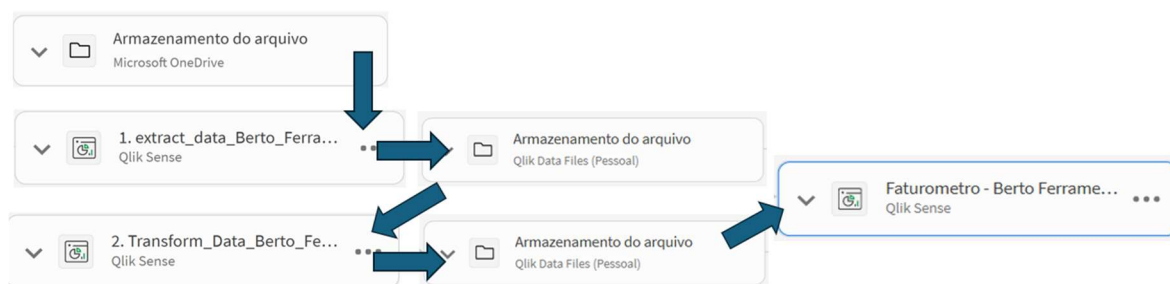 Armazenamento do arquivo
Microsoft OneDrive
1. extract_data_Berto_Ferra...
Qlik Sense
Armazenamento do arquivo
Qlik Data Files (Pessoal)
2. Transform_Data_Berto_Fe...
Qlik Sense
Armazenamento do arquivo
Qlik Data Files (Pessoal)
Faturometro - Berto Ferrame...
Qlik Sense